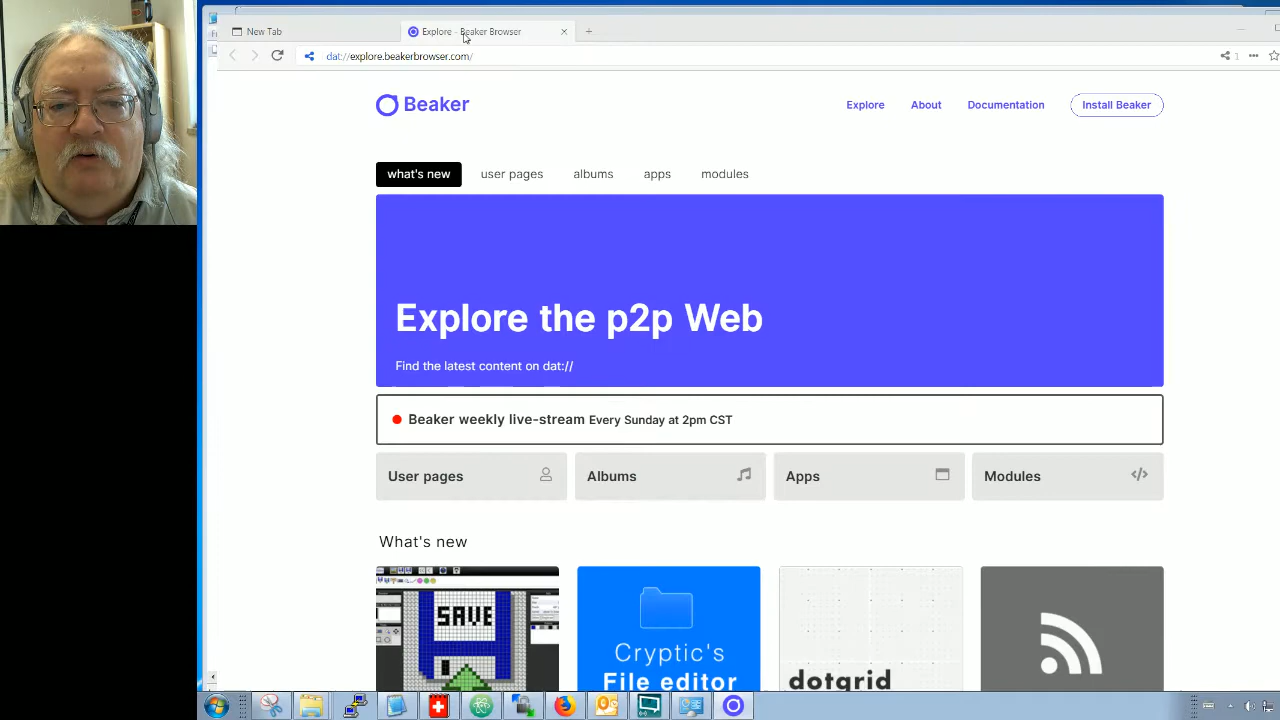 New Tab
Explore - Beaker Browser
dat://explore.beakerbrowser.com/
1
Beaker
Explore About Documentation Install Beaker
what's new user pages albums apps modules
Explore the p2p Web
Find the latest content on dat://
Beaker weekly live-stream Every Sunday at 2pm CST
User pages Albums Apps Modules
What's new
SAVE
Cryptic's
File editor
dotgrid